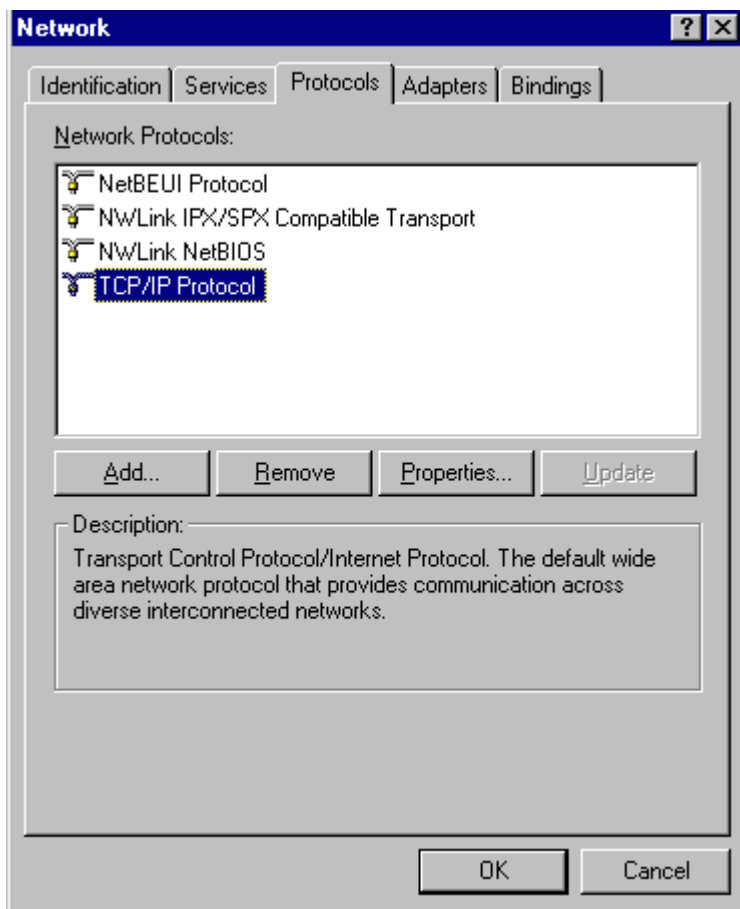 Network
Identification Services Protocols Adapters Bindings
Network Protocols:
NetBEUI Protocol
NWLink IPX/SPX Compatible Transport
NWLink NetBIOS
TCP/IP Protocol
Add... Remove Properties... Update
Description:
Transport Control Protocol/Internet Protocol. The default wide
area network protocol that provides communication across
diverse interconnected networks.
OK Cancel